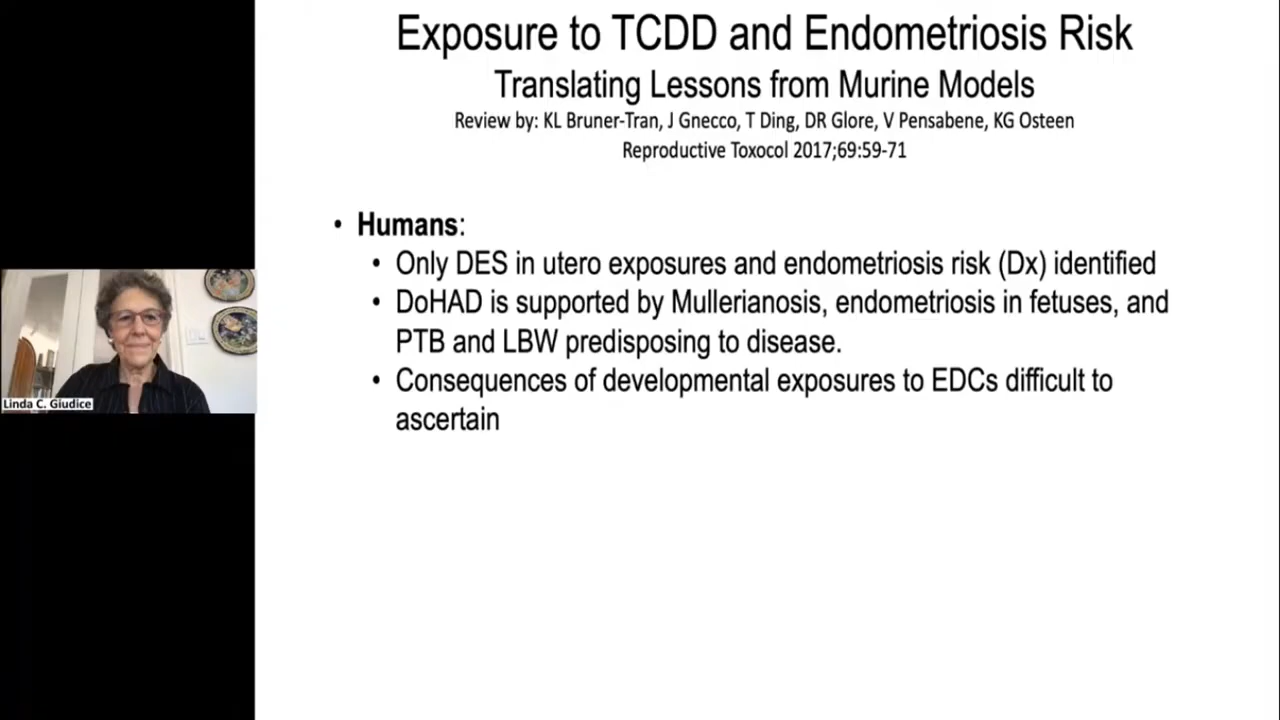 Exposure to TCDD and Endometriosis Risk
Translating Lessons from Murine Models
Review by: KL Bruner-Tran, J Gnecco, T Ding, DR Glore, V Pensabene, KG Osteen
Reproductive Toxocol 2017;69:59-71
• Humans:
• Only DES in utero exposures and endometriosis risk (Dx) identified
• DoHAD is supported by Mullerianosis, endometriosis in fetuses, and
PTB and LBW predisposing to disease.
• Consequences of developmental exposures to EDCs difficult to
ascertain
Linda C. Giudice